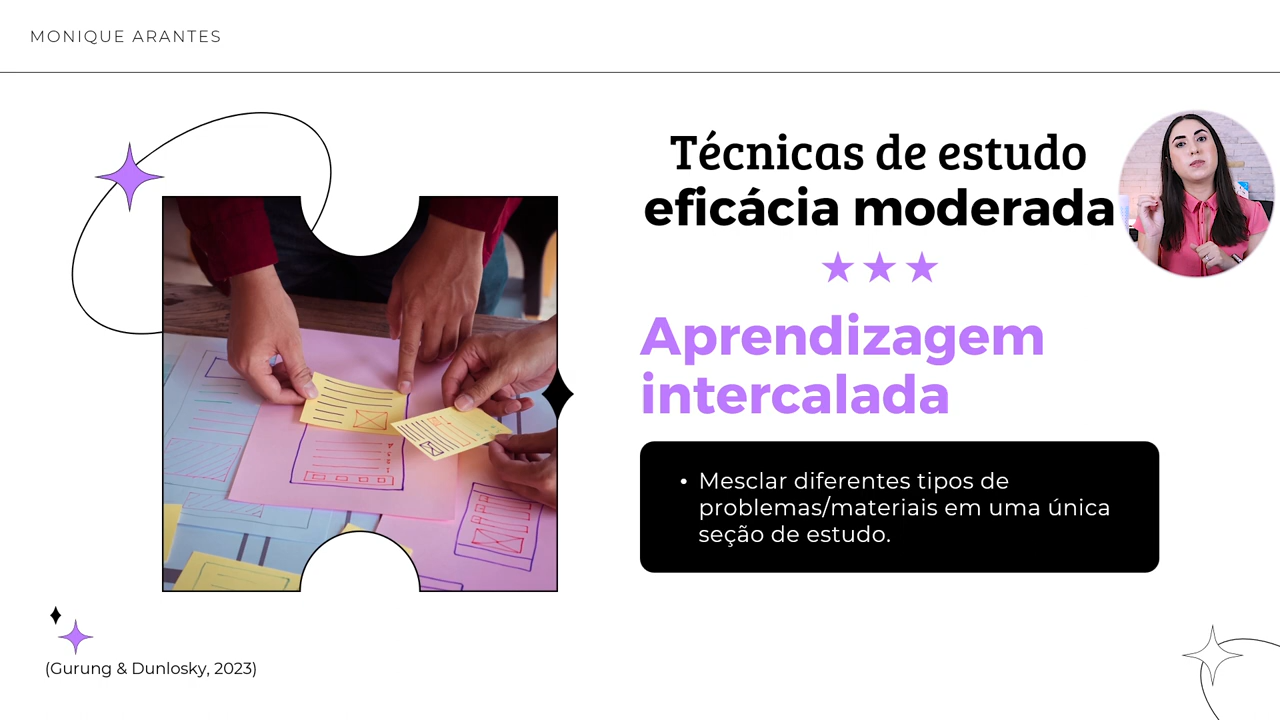 MONIQUE ARANTES
Técnicas de estudo
eficácia moderada
Aprendizagem
intercalada
• Mesclar diferentes tipos de
problemas/materiais em uma única
seção de estudo.
(Gurung & Dunlosky, 2023)